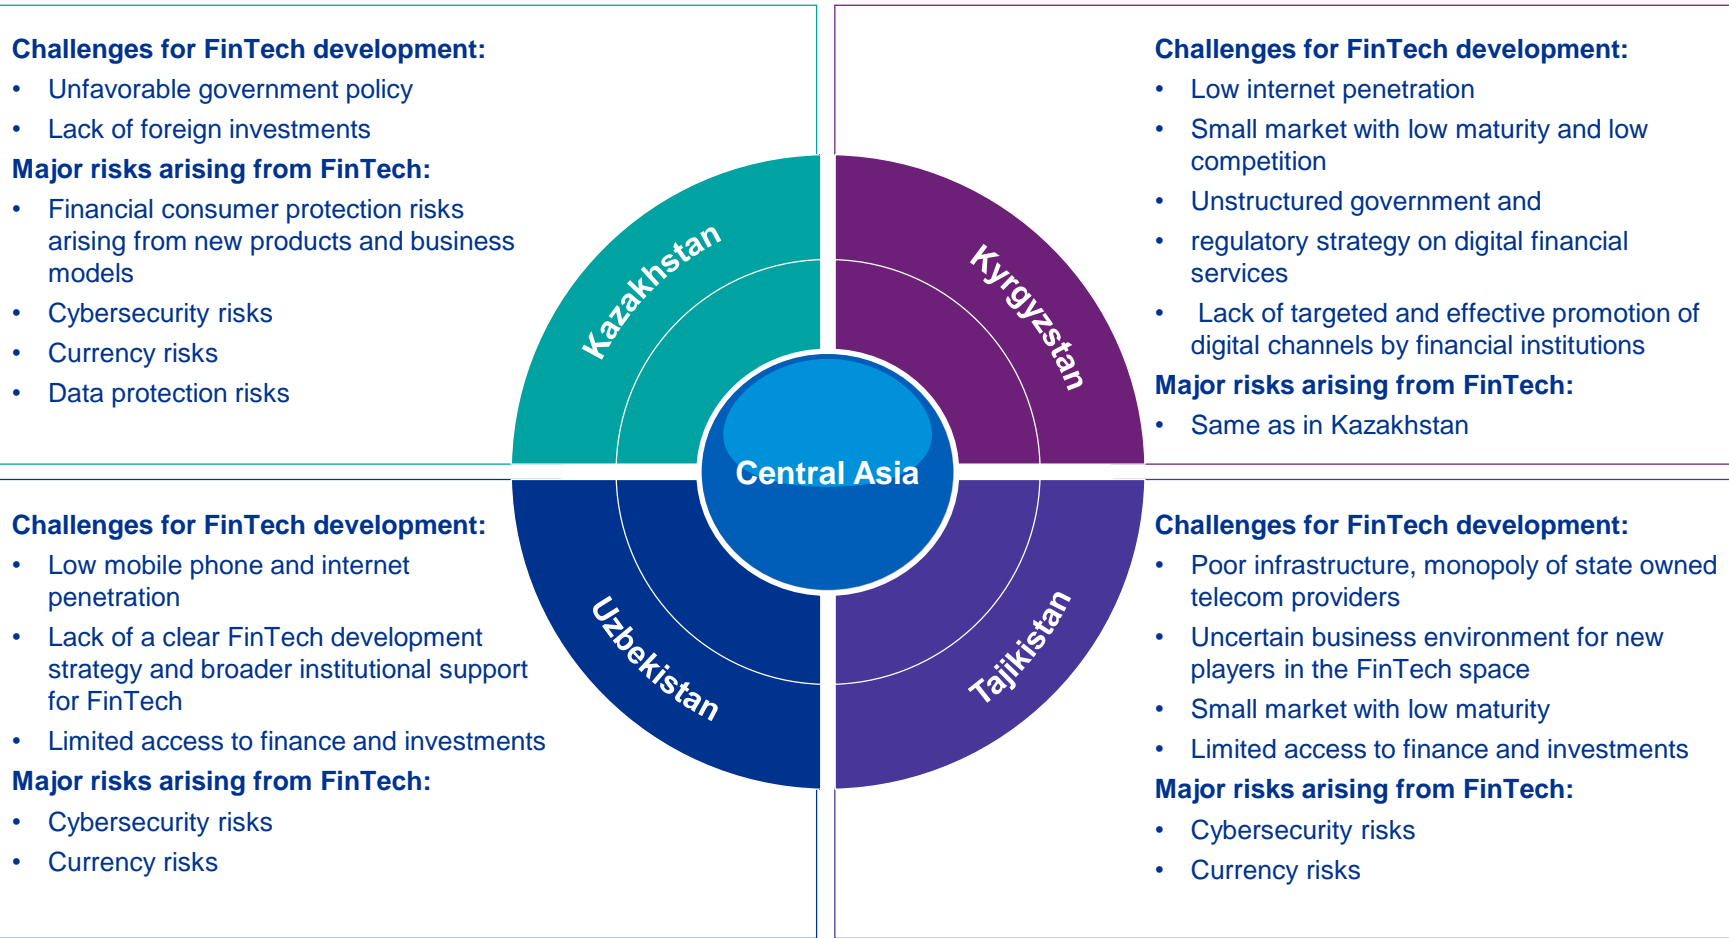 Challenges for FinTech development:
• Unfavorable government policy
• Lack of foreign investments
Major risks arising from FinTech:
• Financial consumer protection risks
arising from new products and business
models
• Cybersecurity risks
• Currency risks
• Data protection risks
Challenges for FinTech development:
• Low internet penetration
• Small market with low maturity and low
competition
• Unstructured government and
• regulatory strategy on digital financial
services
• Lack of targeted and effective promotion of
digital channels by financial institutions
Major risks arising from FinTech:
• Same as in Kazakhstan
Kazakhstan
Kyrgyzstan
Central Asia
Uzbekistan
Tajikistan
Challenges for FinTech development:
• Low mobile phone and internet
penetration
• Lack of a clear FinTech development
strategy and broader institutional support
for FinTech
• Limited access to finance and investments
Major risks arising from FinTech:
• Cybersecurity risks
• Currency risks
Challenges for FinTech development:
• Poor infrastructure, monopoly of state owned
telecom providers
• Uncertain business environment for new
players in the FinTech space
• Small market with low maturity
• Limited access to finance and investments
Major risks arising from FinTech:
• Cybersecurity risks
• Currency risks